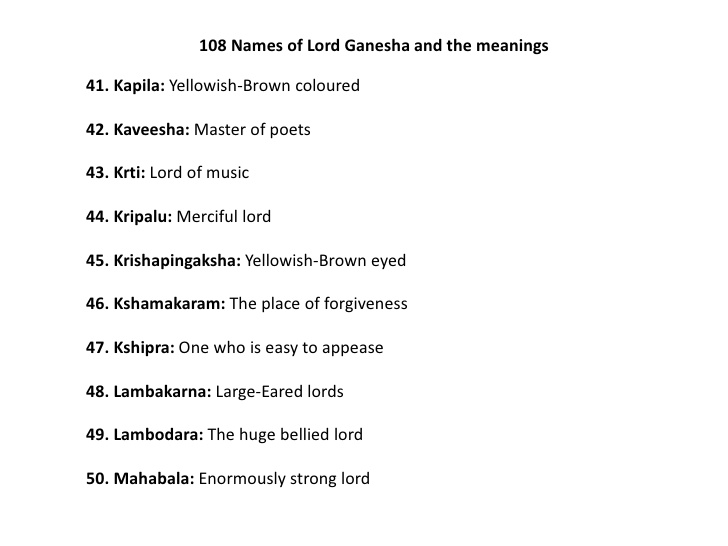 108 Names of Lord Ganesha and the meanings
41. Kapila: Yellowish-Brown coloured
42. Kaveesha: Master of poets
43. Krti: Lord of music
44. Kripalu: Merciful lord
45. Krishapingaksha: Yellowish-Brown eyed
46. Kshamakaram: The place of forgiveness
47. Kshipra: One who is easy to appease
48. Lambakarna: Large-Eared lords
49. Lambodara: The huge bellied lord
50. Mahabala: Enormously strong lord